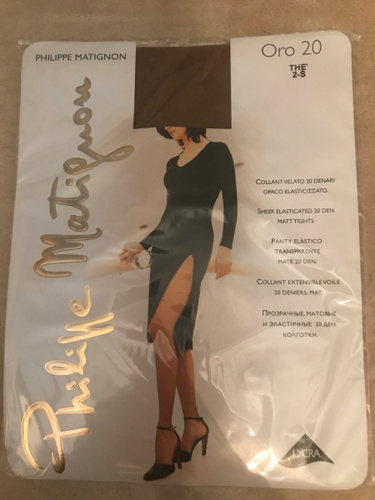 PHILIPPE MATIGNON
Oro 20
THE'
2-S
Philippe Matignon
COLLANT VELATO 20 DENARI
OPACO ELASTICIZZATO.
SHEER ELASTICATED 20 DEN.
MATT TIGHTS.
PANTY ELÁSTICO
TRANSPARENTE
MATE 20 DEN.
COLLANT EXTENSIBLE VOILE
20 DENIERS, MAT.
ПРОЗРАЧНЫЕ, МАТОВЫЕ
И ЭЛАСТИЧНЫЕ 20 ДЕН
КОЛГОТКИ.
LYCRA